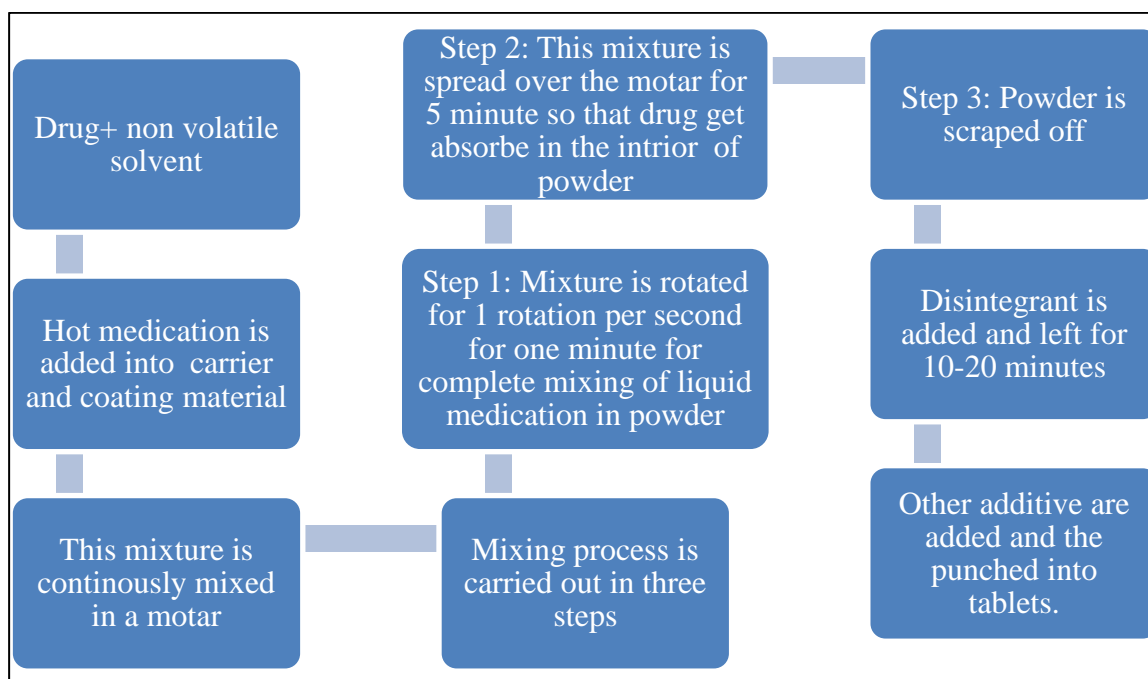 Drug+ non volatile
solvent
Hot medication is
added into  carrier
and coating material
This mixture is
continously mixed
in a motar
Mixing process is
carried out in three
steps
Step 1: Mixture is rotated
for 1 rotation per second
for one minute for
complete mixing of liquid
medication in powder
Step 2: This mixture is
spread over the motar for
5 minute so that drug get
absorbe in the intrior  of
powder
Step 3: Powder is
scraped off
Disintegrant is
added and left for
10-20 minutes
Other additive are
added and the
punched into
tablets.